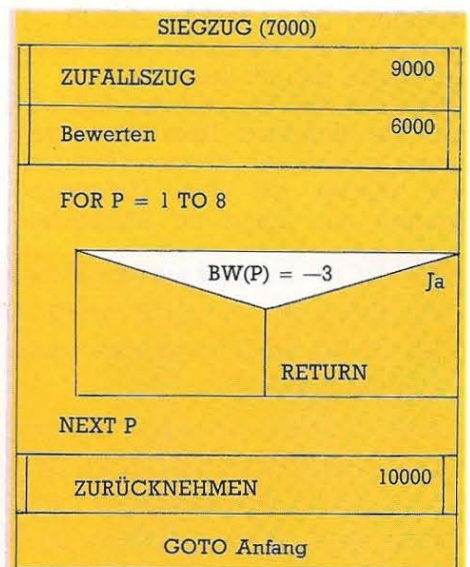 SIEGZUG (7000)
ZUFALLSZUG 9000
Bewerten 6000
FOR P = 1 TO 8
BW(P) = —3
Ja
RETURN
NEXT P
ZURÜCKNEHMEN 10000
GOTO Anfang